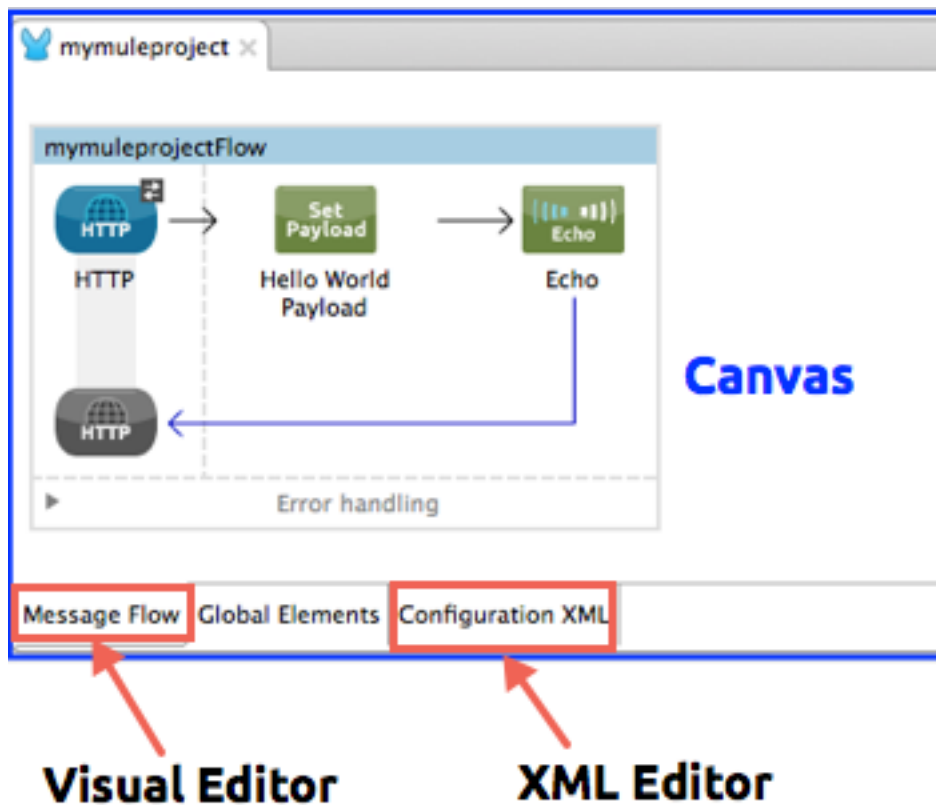 mymuleproject
mymuleprojectFlow
HTTP
Set
Payload
Echo
HTTP
Hello World
Payload
Echo
Canvas
HTTP
Error handling
Message Flow
Global Elements
Configuration XML
Visual Editor
XML Editor